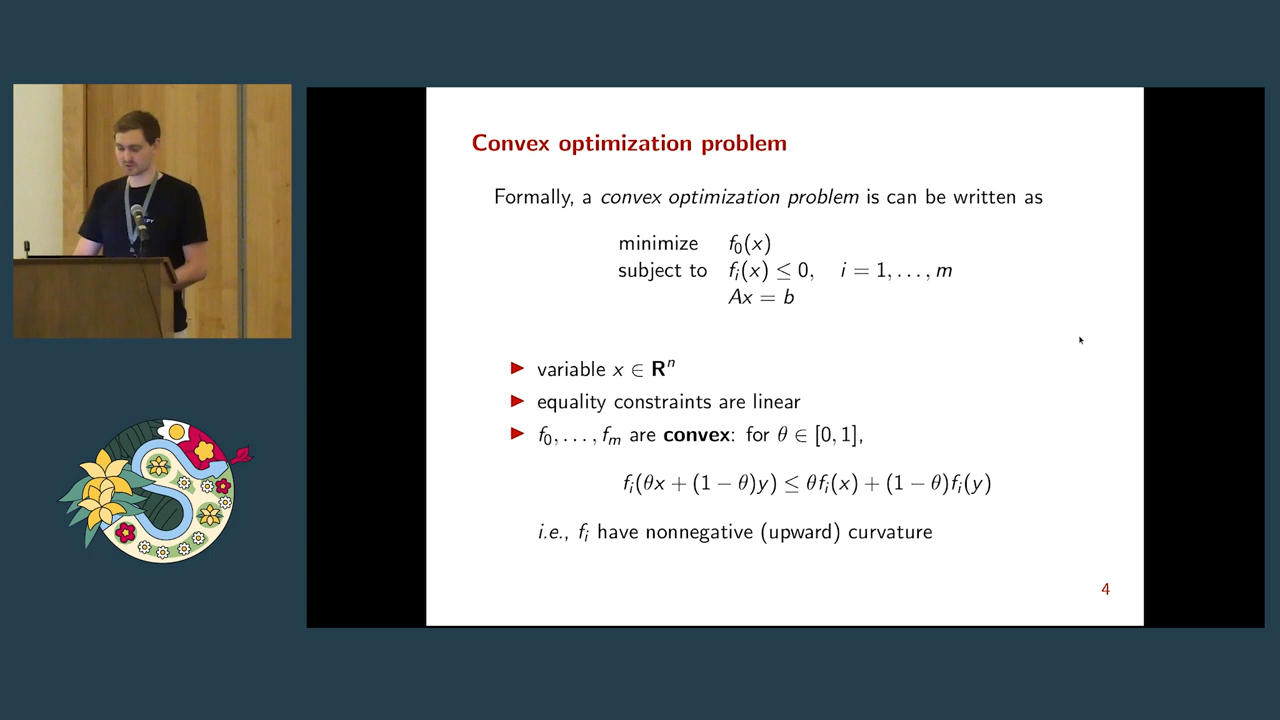 Convex optimization problem
Formally, a convex optimization problem is can be written as
minimize f₀(x)
subject to fᵢ(x) ≤ 0, i = 1, . . . , m
Ax = b
▶ variable x ∈ Rⁿ
▶ equality constraints are linear
▶ f₀, . . . , fₘ are convex: for θ ∈ [0, 1],
fᵢ(θx + (1 − θ)y) ≤ θfᵢ(x) + (1 − θ)fᵢ(y)
i.e., fᵢ have nonnegative (upward) curvature
4